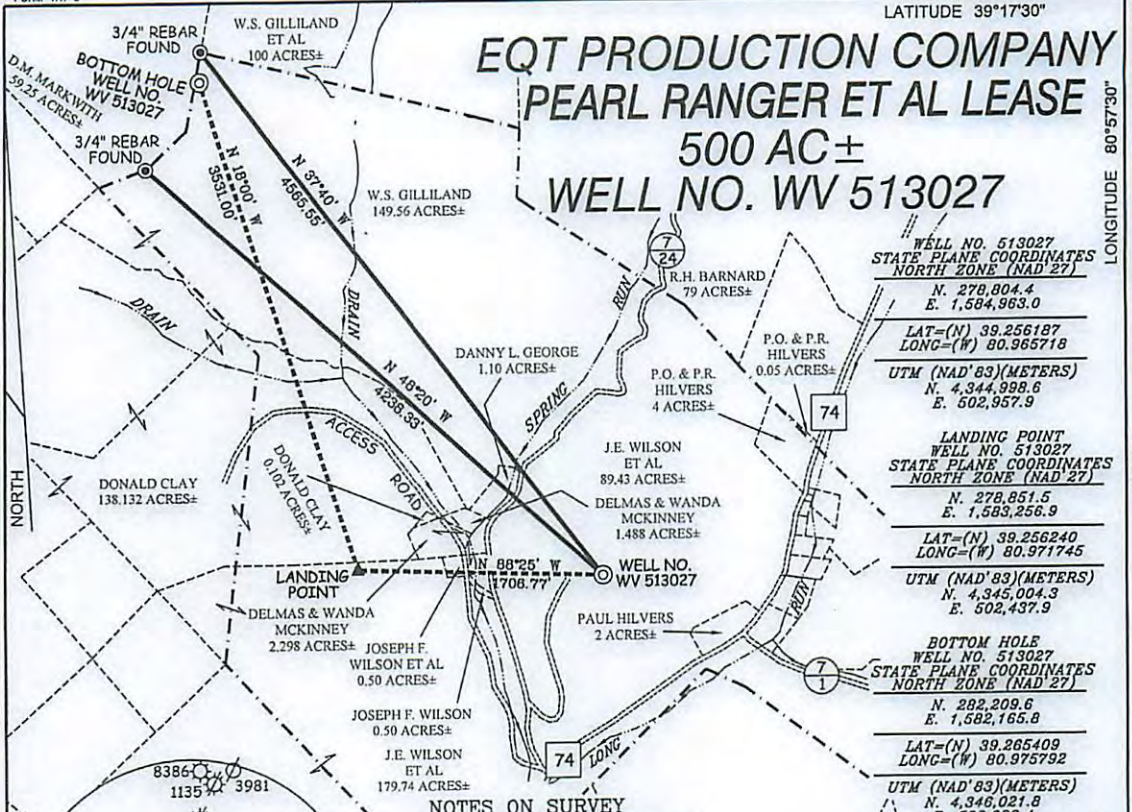 LATITUDE 39°17'30"
EQT PRODUCTION COMPANY
PEARL RANGER ET AL LEASE
500 AC±
WELL NO. WV 513027
LONGITUDE 80°57'30"
3/4" REBAR
FOUND
W.S. GILLILAND
ET AL
100 ACRES±
BOTTOM HOLE
WELL NO.
WV 513027
D.M. MARKWITH
59.25 ACRES±
3/4" REBAR
FOUND
N 18°00' W
3531.00'
N 37°40' W
4565.55'
W.S. GILLILAND
149.56 ACRES±
7
24
R.H. BARNARD
79 ACRES±
RUN
DRAIN
DRAIN
N 48°20' W
4238.33'
DANNY L. GEORGE
1.10 ACRES±
SPRING
P.O. & P.R.
HILVERS
0.05 ACRES±
P.O. & P.R.
HILVERS
4 ACRES±
74
ACCESS
ROAD
DONALD CLAY
0.102 ACRES±
DONALD CLAY
138.132 ACRES±
NORTH
J.E. WILSON
ET AL
89.43 ACRES±
DELMAS & WANDA
MCKINNEY
1.488 ACRES±
N 88°25' W
1706.77'
WELL NO.
WV 513027
LANDING
POINT
DELMAS & WANDA
MCKINNEY
2.298 ACRES±
JOSEPH F.
WILSON ET AL
0.50 ACRES±
PAUL HILVERS
2 ACRES±
RUN
7
1
JOSEPH F. WILSON
0.50 ACRES±
J.E. WILSON
ET AL
179.74 ACRES±
74
LONG
8386
1135
3981
NOTES ON SURVEY
WELL NO. 513027
STATE PLANE COORDINATES
NORTH ZONE (NAD'27)
N. 278,804.4
E. 1,584,963.0
LAT=(N) 39.256187
LONG=(W) 80.965718
UTM (NAD'83)(METERS)
N. 4,344,998.6
E. 502,957.9
LANDING POINT
WELL NO. 513027
STATE PLANE COORDINATES
NORTH ZONE (NAD'27)
N. 278,851.5
E. 1,583,256.9
LAT=(N) 39.256240
LONG=(W) 80.971745
UTM (NAD'83)(METERS)
N. 4,345,004.3
E. 502,437.9
BOTTOM HOLE
WELL NO. 513027
STATE PLANE COORDINATES
NORTH ZONE (NAD'27)
N. 282,209.6
E. 1,582,165.8
LAT=(N) 39.265409
LONG=(W) 80.975792
UTM (NAD'83)(METERS)
N. 4,346,021.8